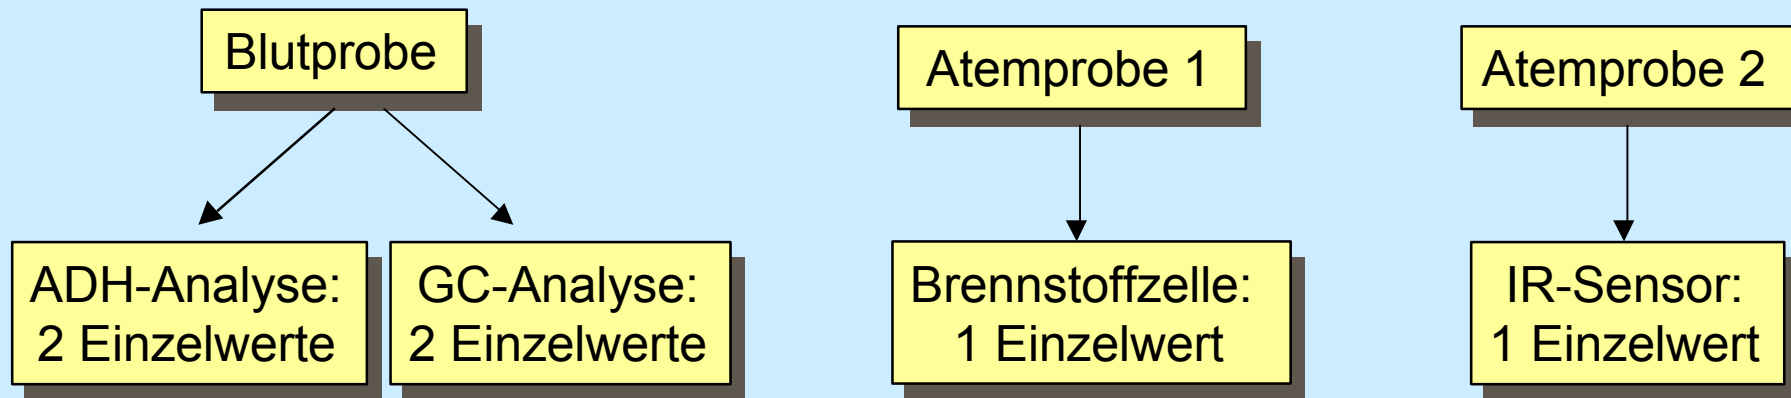 Blutprobe
Atemprobe 1
Atemprobe 2
ADH-Analyse:
2 Einzelwerte
GC-Analyse:
2 Einzelwerte
Brennstoffzelle:
1 Einzelwert
IR-Sensor:
1 Einzelwert